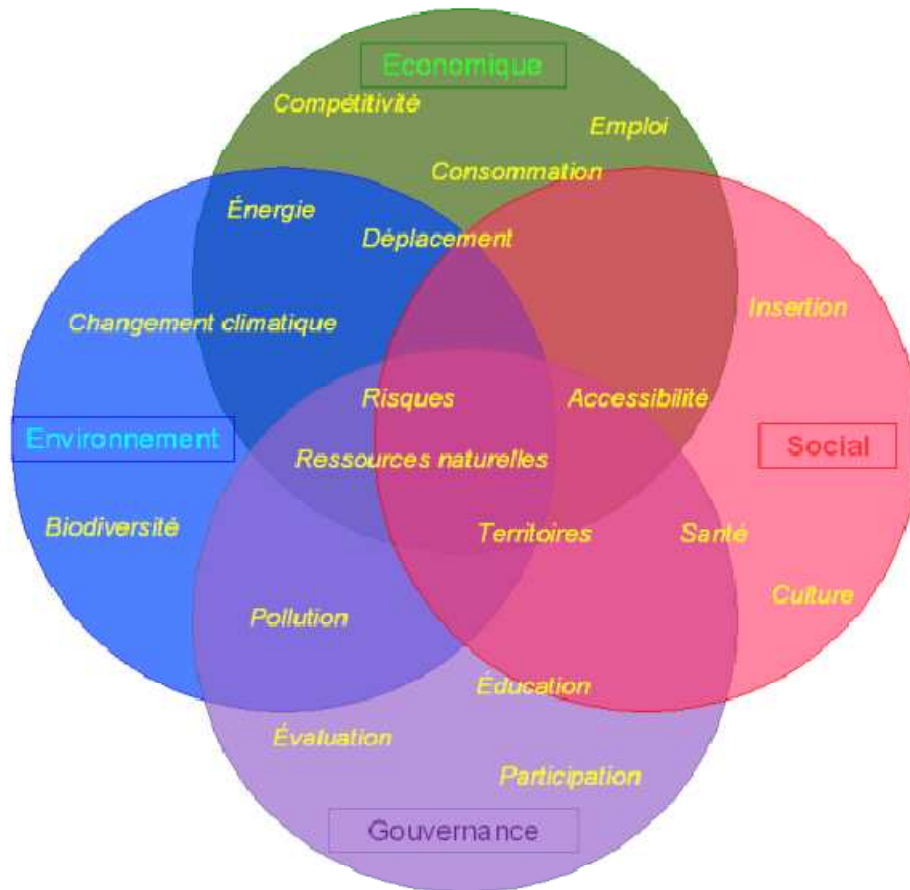 Economique
Compétitivité
Emploi
Consommation
Énergie
Déplacement
Insertion
Changement climatique
Risques
Accessibilité
Environnement
Social
Ressources naturelles
Biodiversité
Territoires
Santé
Culture
Pollution
Éducation
Évaluation
Participation
Gouvernance